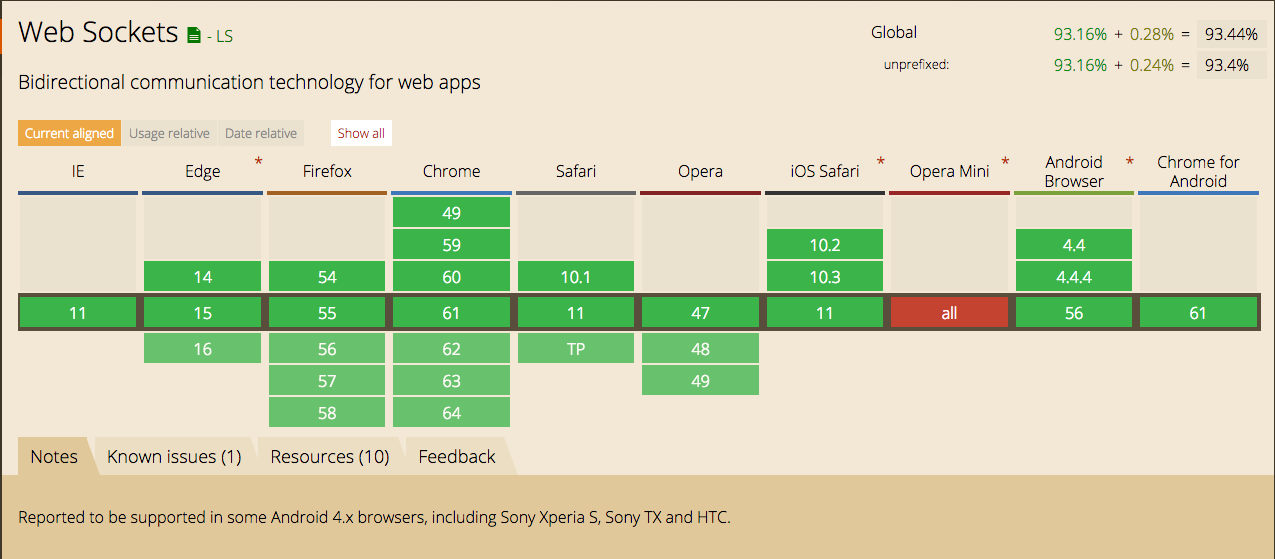 Web Sockets - LS
Global 93.16% + 0.28% = 93.44%
unprefixed: 93.16% + 0.24% = 93.4%
Bidirectional communication technology for web apps
Current aligned Usage relative Date relative Show all
IE Edge * Firefox Chrome Safari Opera iOS Safari * Opera Mini * Android Browser * Chrome for Android
49
59 10.2 4.4
14 54 60 10.1 10.3 4.4.4
11 15 55 61 11 47 11 all 56 61
16 56 62 TP 48
57 63 49
58 64
Notes Known issues (1) Resources (10) Feedback
Reported to be supported in some Android 4.x browsers, including Sony Xperia S, Sony TX and HTC.